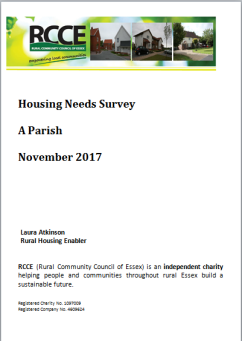 RCCE
RURAL COMMUNITY COUNCIL OF ESSEX
Housing Needs Survey
A Parish
November 2017
Laura Atkinson
Rural Housing Enabler
RCCE (Rural Community Council of Essex) is an independent charity
helping people and communities throughout rural Essex build a
sustainable future.
Registered Charity No. 1097009
Registered Company No. 4609624